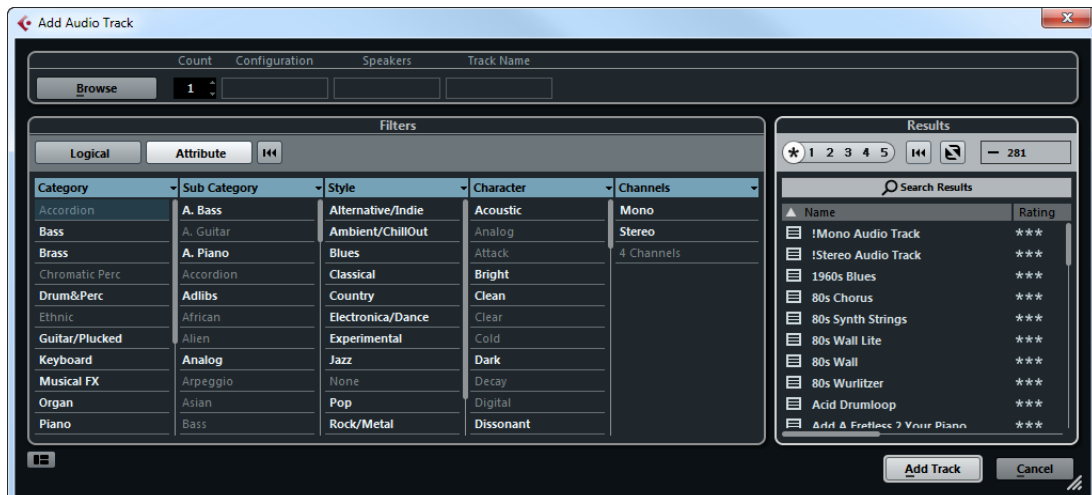 Add Audio Track
Count Configuration Speakers Track Name
Browse 1
Filters
Logical Attribute
Category Sub Category Style Character Channels
Accordion A. Bass Alternative/Indie Acoustic Mono
Bass A. Guitar Ambient/ChillOut Analog Stereo
Brass A. Piano Blues Attack 4 Channels
Chromatic Perc Accordion Classical Bright
Drum&Perc Adlibs Country Clean
Ethnic African Electronica/Dance Clear
Guitar/Plucked Alien Experimental Cold
Keyboard Analog Jazz Dark
Musical FX Arpeggio None Decay
Organ Asian Pop Digital
Piano Bass Rock/Metal Dissonant
Results
* 1 2 3 4 5 281
Search Results
Name Rating
!Mono Audio Track ***
!Stereo Audio Track ***
1960s Blues ***
80s Chorus ***
80s Synth Strings ***
80s Wall Lite ***
80s Wall ***
80s Wurlitzer ***
Acid Drumloop ***
Add A Fretless 2 Your Piano ***
Add Track Cancel